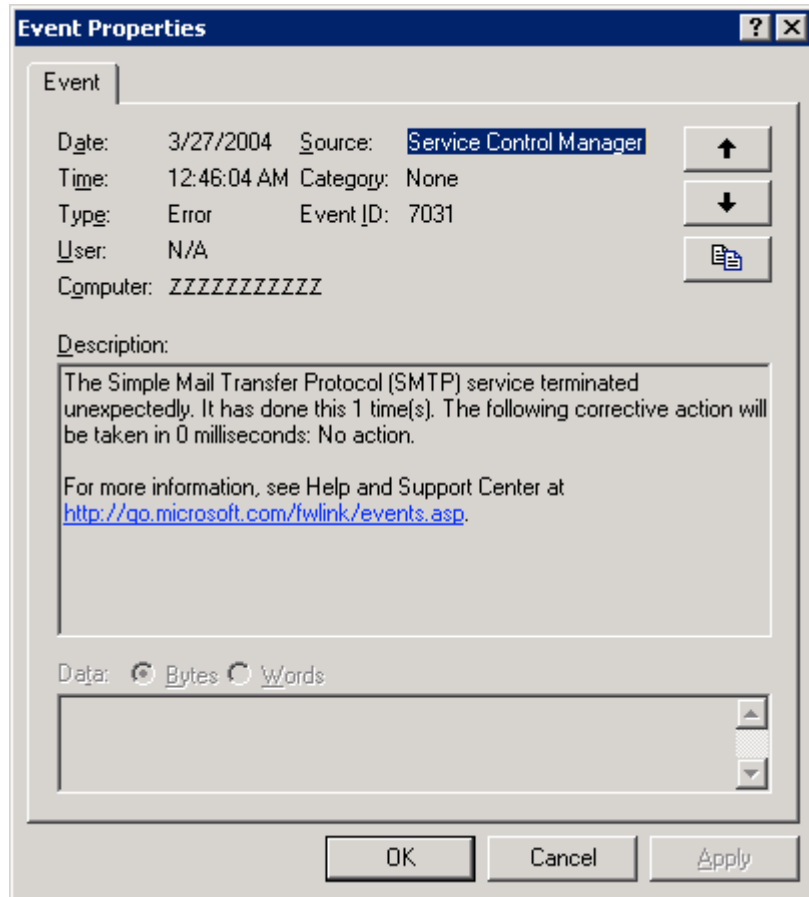 Event Properties
Event
Date: 3/27/2004 Source: Service Control Manager
Time: 12:46:04 AM Category: None
Type: Error Event ID: 7031
User: N/A
Computer: ZZZZZZZZZZZ
Description:
The Simple Mail Transfer Protocol (SMTP) service terminated
unexpectedly. It has done this 1 time(s). The following corrective action will
be taken in 0 milliseconds: No action.
For more information, see Help and Support Center at
http://go.microsoft.com/fwlink/events.asp.
Data: Bytes Words
OK Cancel Apply